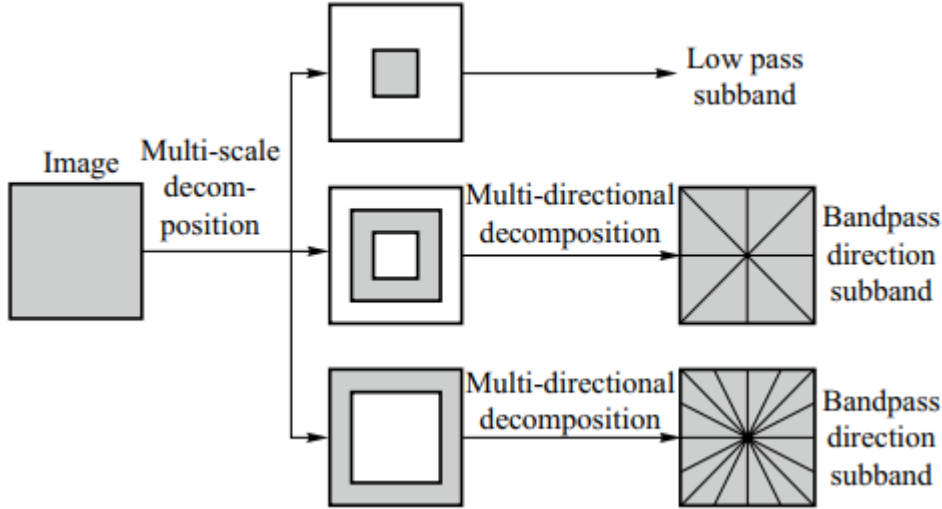 Low pass
subband
Image
Multi-scale
decom-
position
Multi-directional
decomposition
Bandpass
direction
subband
Multi-directional
decomposition
Bandpass
direction
subband